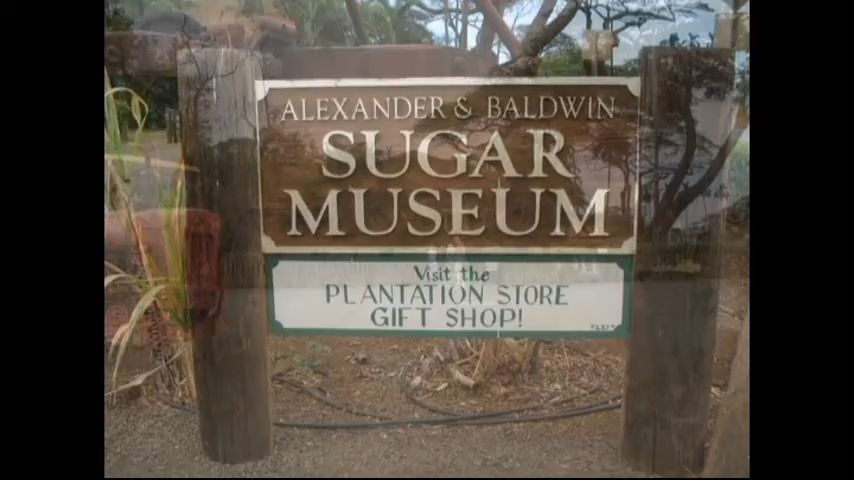 ALEXANDER & BALDWIN
SUGAR
MUSEUM
Visit the
PLANTATION STORE
GIFT SHOP!